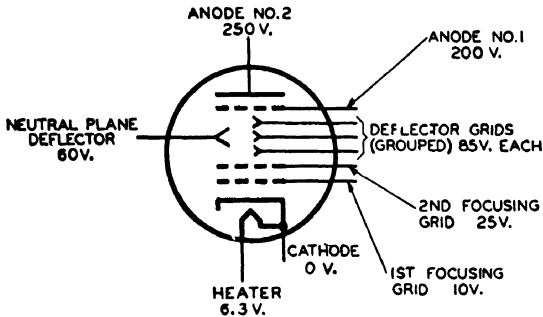 ANODE NO.2
250 V.
ANODE NO.1
200 V.
NEUTRAL PLANE
DEFLECTOR
60V.
DEFLECTOR GRIDS
(GROUPED) 85V. EACH
2ND FOCUSING
GRID 25V.
CATHODE
0 V.
1ST FOCUSING
GRID 10V.
HEATER
6.3 V.